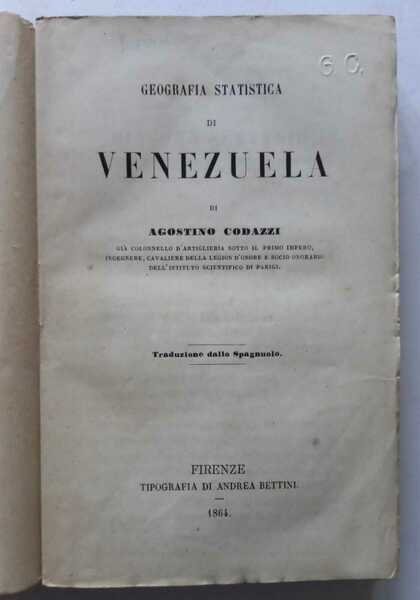 G C.
GEOGRAFIA STATISTICA
DI
VENEZUELA
DI
AGOSTINO CODAZZI
GIÀ COLONNELLO D'ARTIGLIERIA SOTTO IL PRIMO IMPERO,
INGEGNERE, CAVALIERE DELLA LEGION D'ONORE E SOCIO ONORARIO
DELL'ISTITUTO SCIENTIFICO DI PARIGI.
Traduzione dallo Spagnuolo.
FIRENZE
TIPOGRAFIA DI ANDREA BETTINI.
1864.